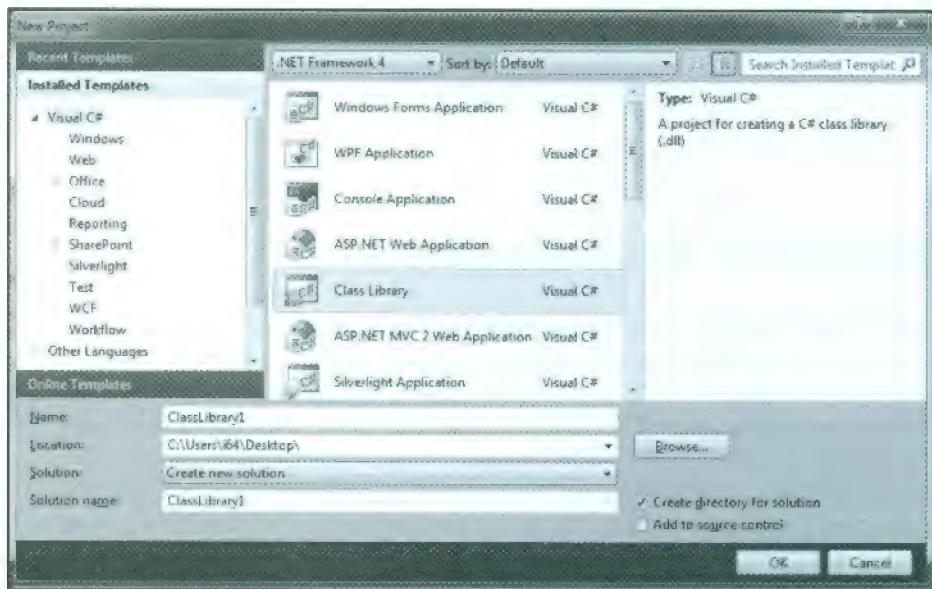 New Project
Recent Templates
.NET Framework 4
Sort by: Default
Search Installed Templat
Installed Templates
Visual C#
Windows
Web
Office
Cloud
Reporting
SharePoint
Silverlight
Test
WCF
Workflow
Other Languages
Online Templates
Windows Forms Application Visual C#
WPF Application Visual C#
Console Application Visual C#
ASP.NET Web Application Visual C#
Class Library Visual C#
ASP.NET MVC 2 Web Application Visual C#
Silverlight Application Visual C#
Type: Visual C#
A project for creating a C# class library
(.dll)
Name: ClassLibrary1
Location: C:\Users\i64\Desktop\
Browse...
Solution: Create new solution
Solution name: ClassLibrary1
Create directory for solution
Add to source control
OK Cancel